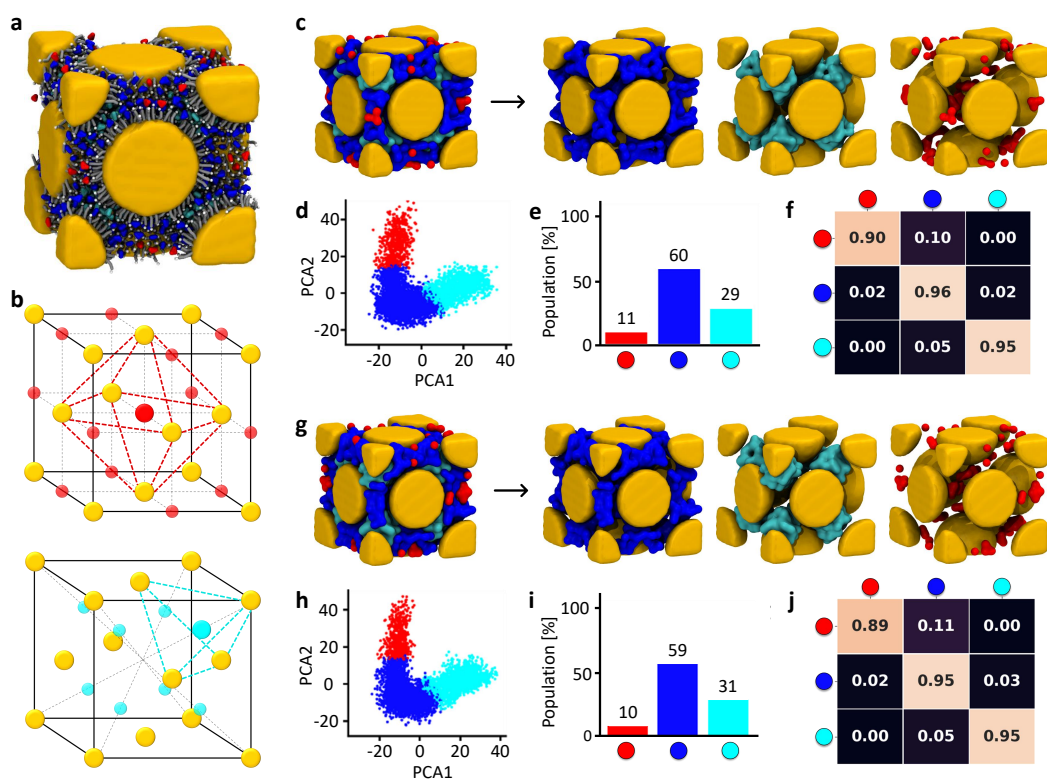 a
c
d
50
40
20
0
-20
PCA2
-20 0 20 40
PCA1
e
100
50
0
Population [%]
11
60
29
f
0.90 0.10 0.00
0.02 0.96 0.02
0.00 0.05 0.95
b
g
h
40
20
0
-20
PCA2
-20 0 20 40
PCA1
i
100
50
0
Population [%]
10
59
31
j
0.89 0.11 0.00
0.02 0.95 0.03
0.00 0.05 0.95